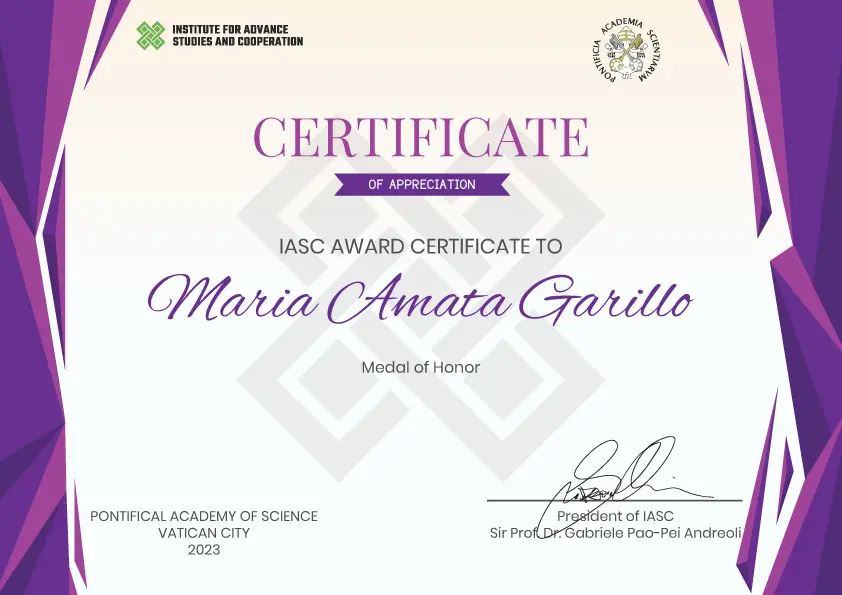 INSTITUTE FOR ADVANCE
STUDIES AND COOPERATION
PONTIFICIA ACADEMIA SCIENTIARVM
CERTIFICATE
OF APPRECIATION
IASC AWARD CERTIFICATE TO
Maria Amata Garillo
Medal of Honor
PONTIFICAL ACADEMY OF SCIENCE
VATICAN CITY
2023
President of IASC
Sir Prof. Dr. Gabriele Pao-Pei Andreoli